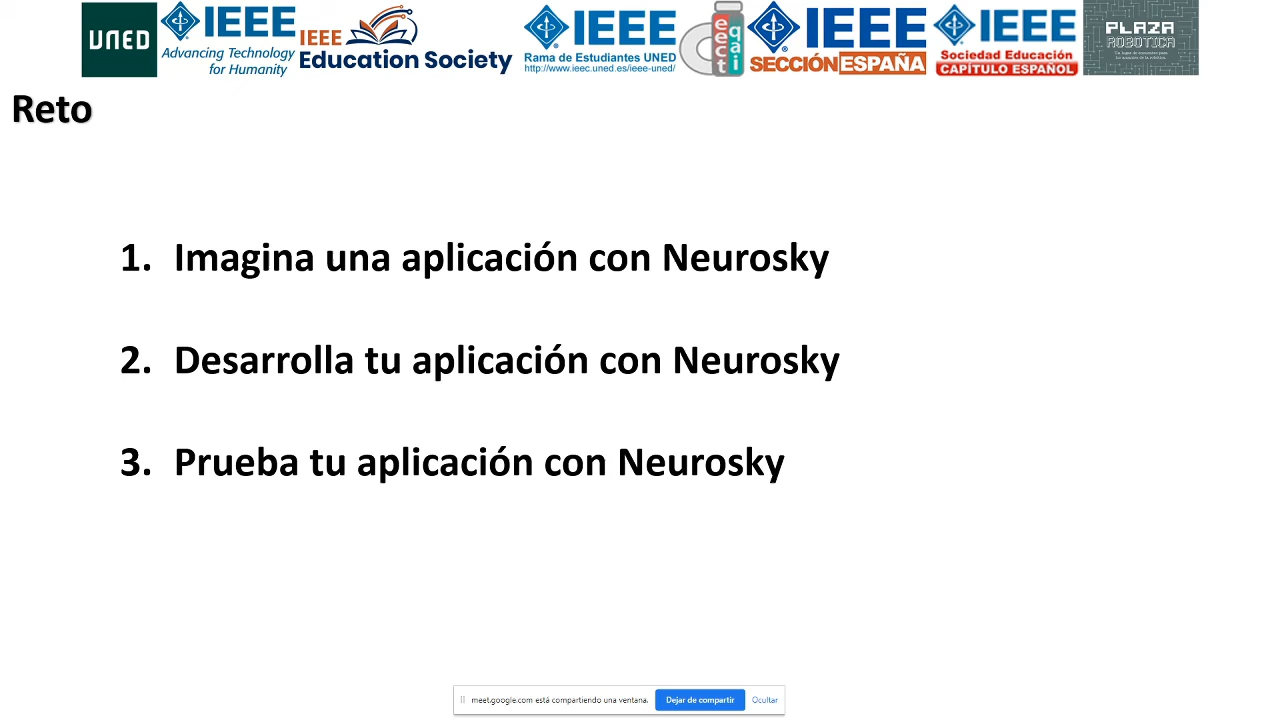 UNED
IEEE
Advancing Technology
for Humanity
IEEE
Education Society
IEEE
Rama de Estudiantes UNED
http://www.ieec.uned.es/ieee-uned/
IEEE
SECCIÓN ESPAÑA
IEEE
Sociedad Educación
CAPÍTULO ESPAÑOL
PLAZA
ROBOTICA
Reto
1. Imagina una aplicación con Neurosky
2. Desarrolla tu aplicación con Neurosky
3. Prueba tu aplicación con Neurosky
meet.google.com está compartiendo una ventana. Dejar de compartir Ocultar